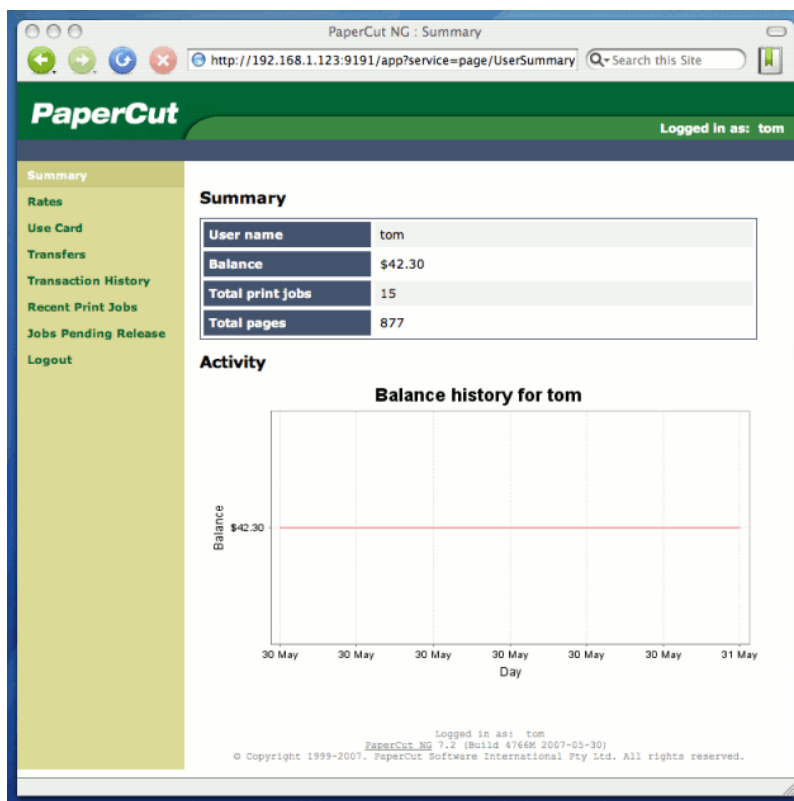 PaperCut NG : Summary
http://192.168.1.123:9191/app?service=page/UserSummary
Search this Site
PaperCut
Logged in as: tom
Summary
Rates
Use Card
Transfers
Transaction History
Recent Print Jobs
Jobs Pending Release
Logout
Summary
User name tom
Balance $42.30
Total print jobs 15
Total pages 877
Activity
Balance history for tom
Balance
$42.30
30 May 30 May 30 May 30 May 30 May 30 May 31 May
Day
Logged in as: tom
PaperCut NG 7.2 (Build 4766M 2007-05-30)
© Copyright 1999-2007. PaperCut Software International Pty Ltd. All rights reserved.